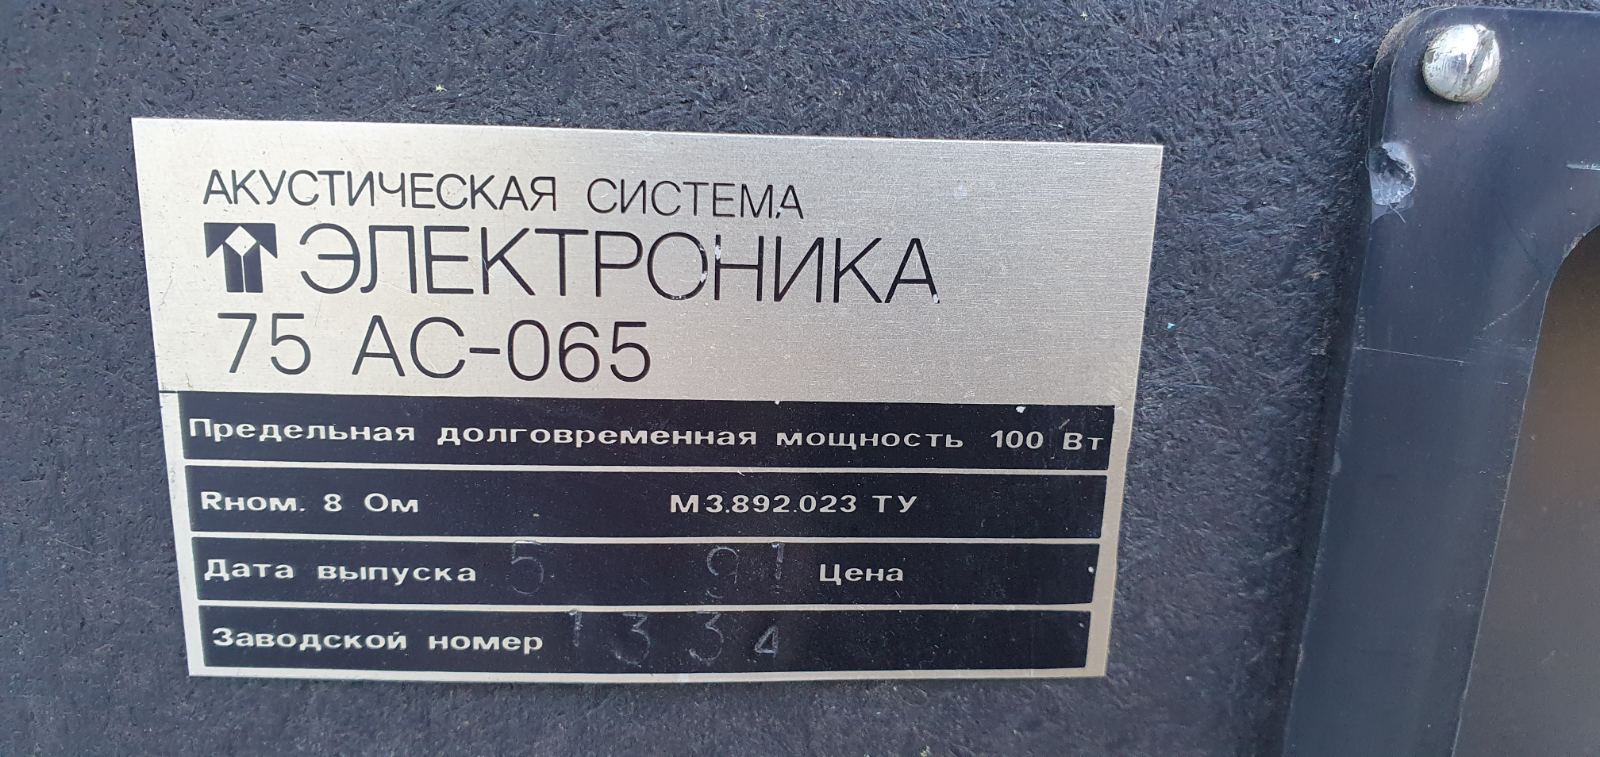 АКУСТИЧЕСКАЯ СИСТЕМА
ЭЛЕКТРОНИКА
75 АС-065
Предельная долговременная мощность 100 Вт
Rном. 8 Ом М3.892.023 ТУ
Дата выпуска 5 91 Цена
Заводской номер 1334